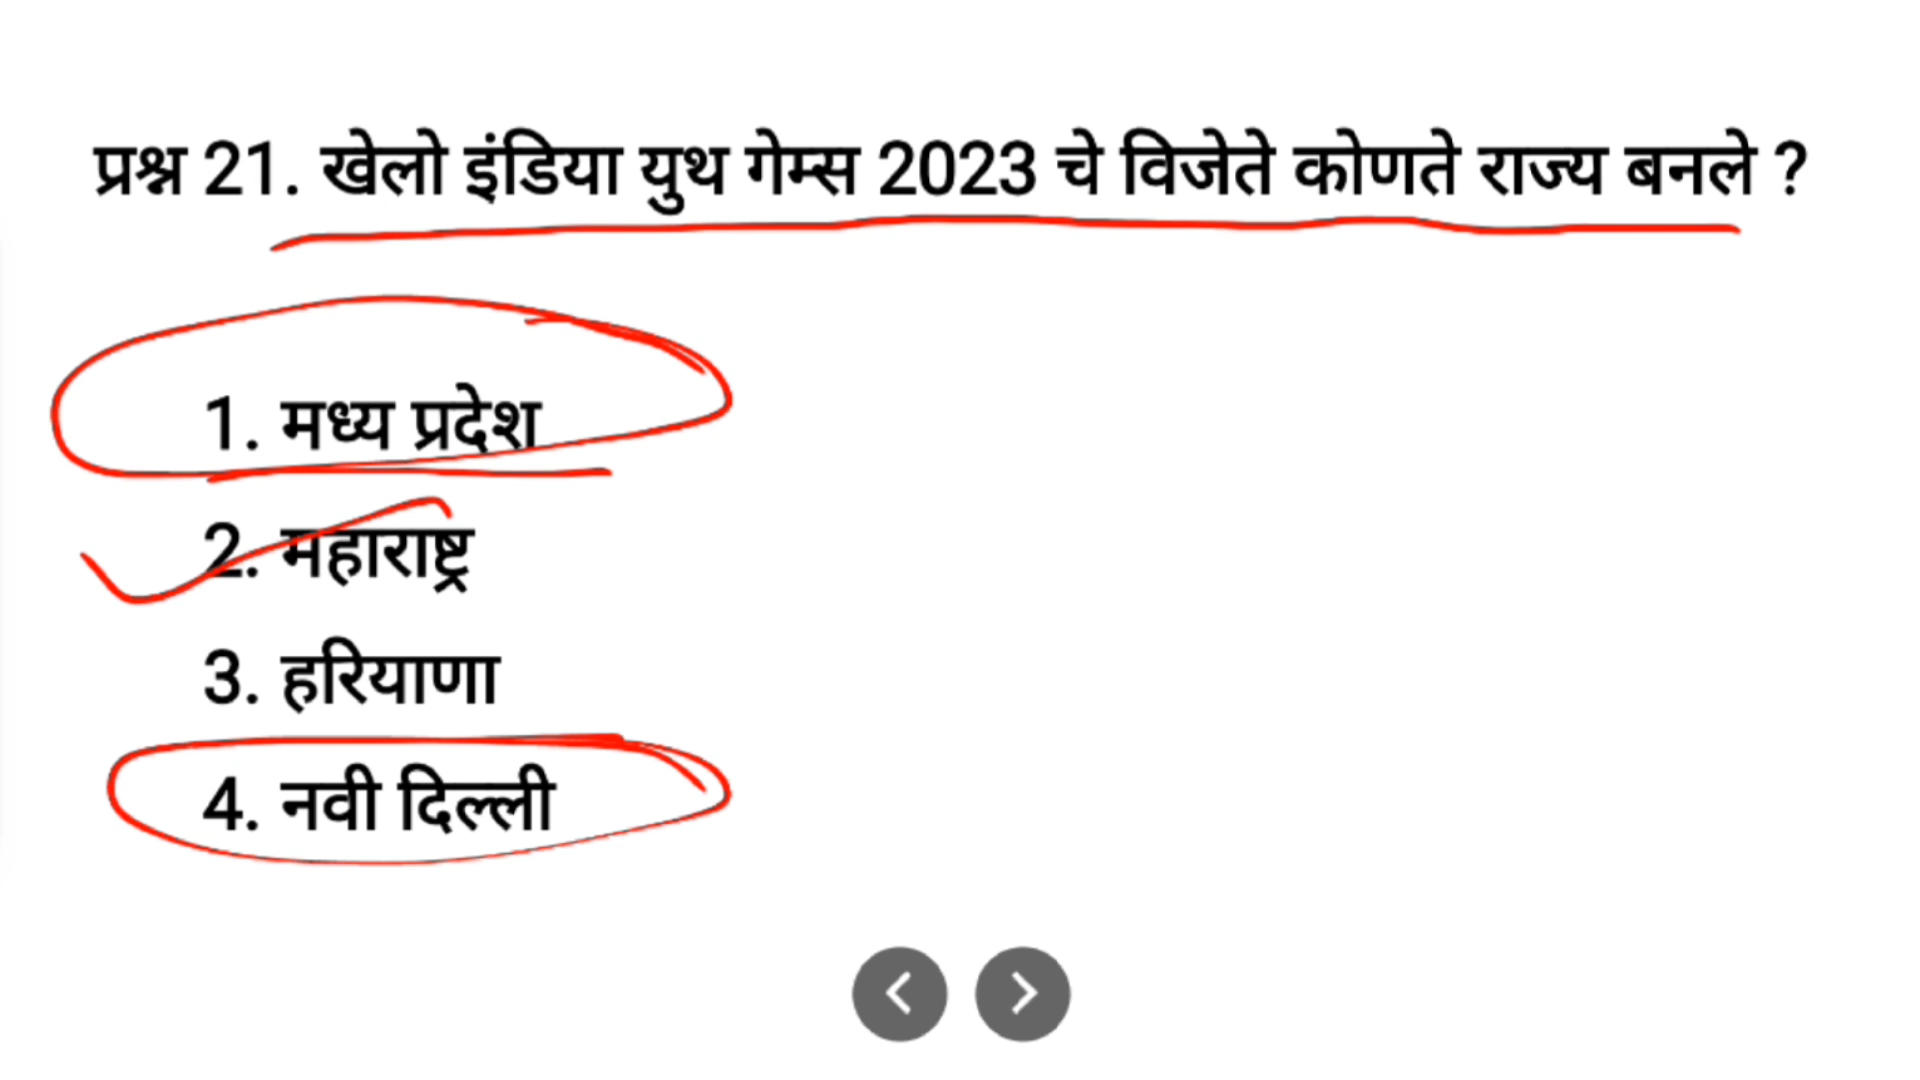 प्रश्न 21. खेलो इंडिया युथ गेम्स 2023 चे विजेते कोणते राज्य बनले ?
1. मध्य प्रदेश
2. महाराष्ट्र
3. हरियाणा
4. नवी दिल्ली